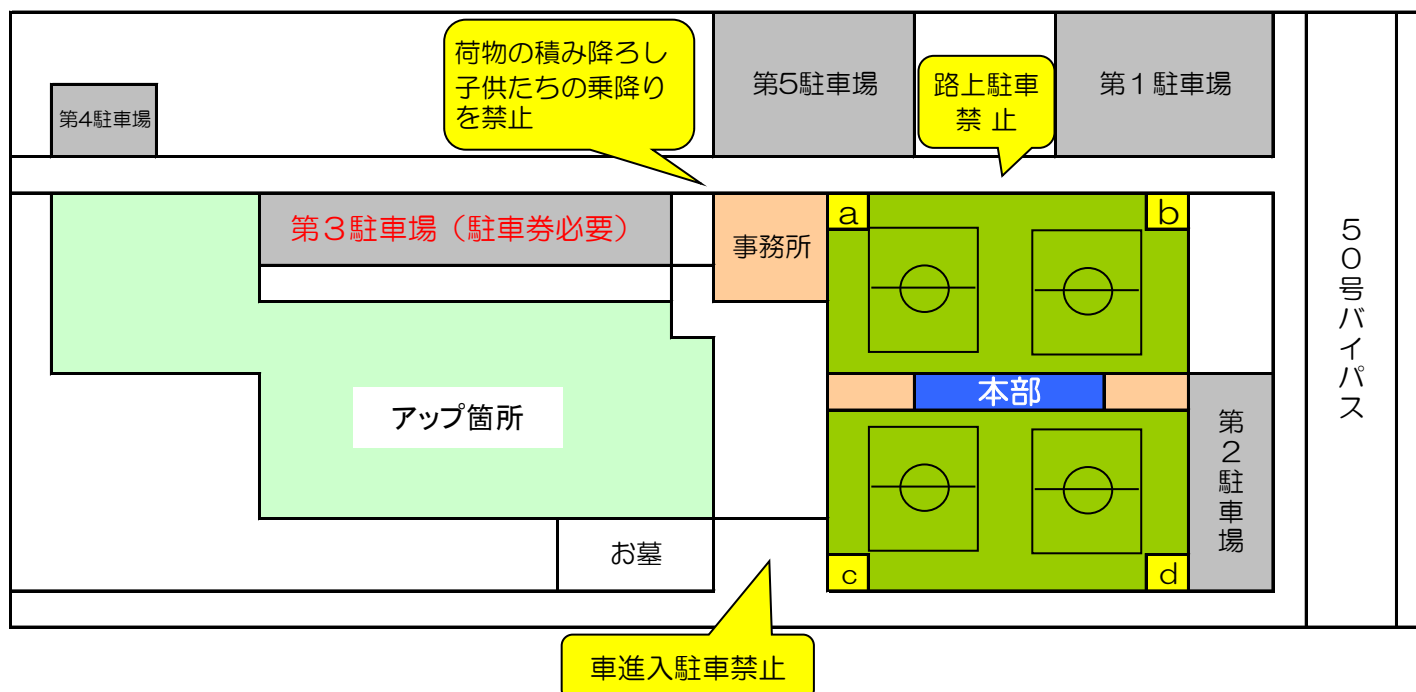 荷物の積み降ろし
子供たちの乗降り
を禁止
第5駐車場
路上駐車
禁 止
第１駐車場
第4駐車場
第３駐車場（駐車券必要）
事務所
a
b
５０号バイパス
アップ箇所
本部
第２駐車場
お墓
c
d
車進入駐車禁止